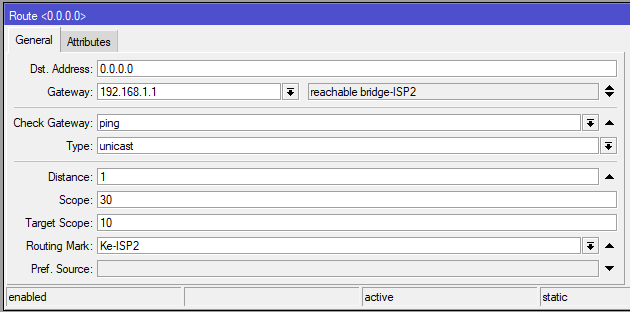 Route <0.0.0.0>
General Attributes
Dst. Address: 0.0.0.0
Gateway: 192.168.1.1 reachable bridge-ISP2
Check Gateway: ping
Type: unicast
Distance: 1
Scope: 30
Target Scope: 10
Routing Mark: Ke-ISP2
Pref. Source:
enabled active static